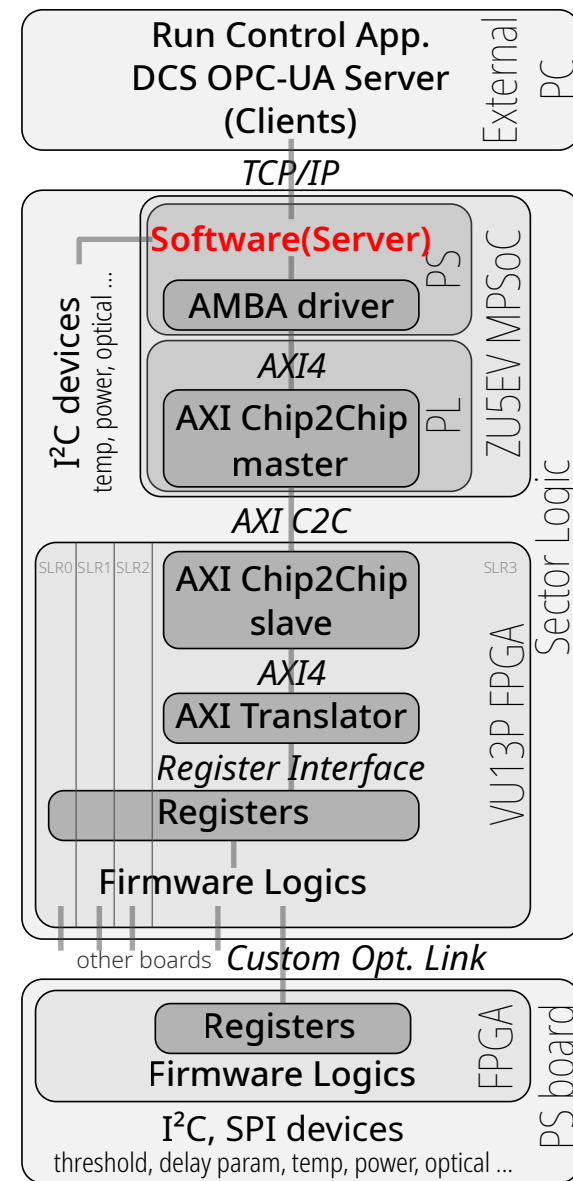 Run Control App.
DCS OPC-UA Server
(Clients)
External
PC
TCP/IP
Software(Server)
PS
AMBA driver
I²C devices
temp, power, optical ...
AXI4
PL
AXI Chip2Chip
master
ZU5EV MPSoC
AXI C2C
Sector Logic
SLR0
SLR1
SLR2
SLR3
AXI Chip2Chip
slave
AXI4
AXI Translator
VU13P FPGA
Register Interface
Registers
Firmware Logics
other boards
Custom Opt. Link
Registers
Firmware Logics
FPGA
PS board
I²C, SPI devices
threshold, delay param, temp, power, optical ...